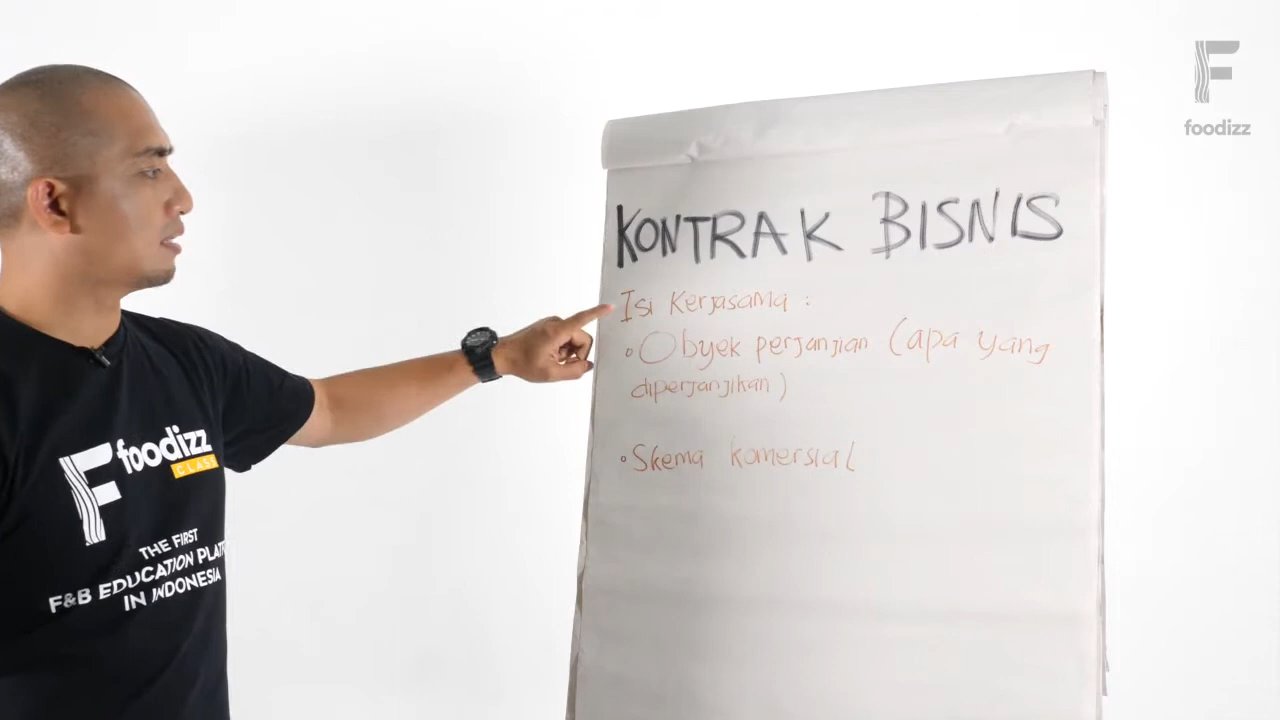 F
foodizz
KONTRAK BISNIS
Isi Kerjasama :
• Obyek perjanjian (apa yang
diperjanjikan)
• Skema komersial
F foodizz
CLASS
THE FIRST
F&B EDUCATION PLATF
IN INDONESIA